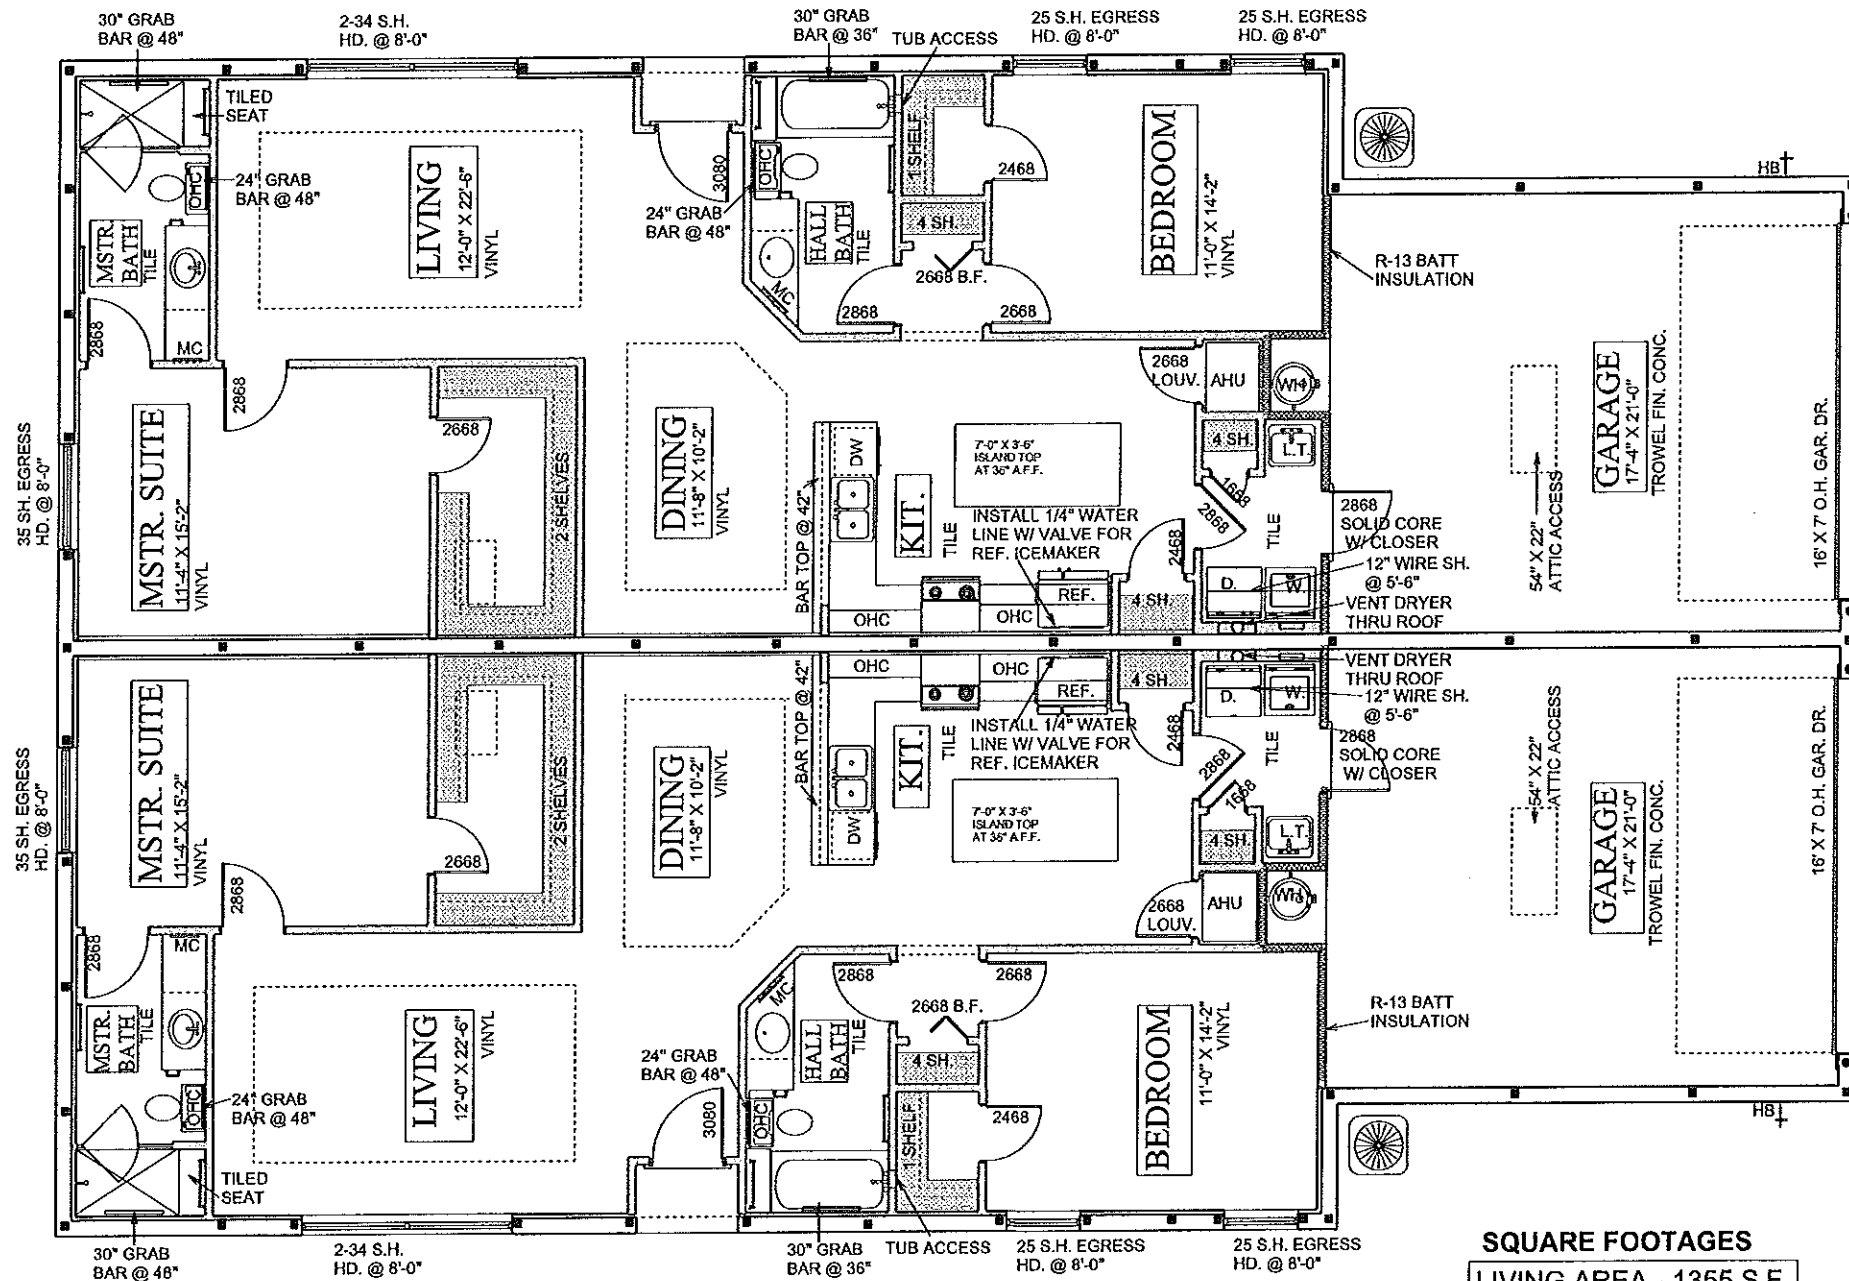 30" GRAB
BAR @ 48"
2-34 S.H.
HD. @ 8'-0"
30" GRAB
BAR @ 36"
TUB ACCESS
25 S.H. EGRESS
HD. @ 8'-0"
25 S.H. EGRESS
HD. @ 8'-0"
TILED
SEAT
OHC
24" GRAB
BAR @ 48"
MSTR.
BATH
TILE
MC
2868
LIVING
12'-0" X 22'-6"
VINYL
3080
OHC
24" GRAB
BAR @ 48"
HALL
BATH
TILE
MC
2868
1 SHELF
4 SH.
2668 B.F.
2468
2668
BEDROOM
11'-0" X 14'-2"
VINYL
HB
R-13 BATT
INSULATION
35 SH. EGRESS
HD. @ 8'-0"
MSTR. SUITE
11'-4" X 15'-2"
VINYL
2868
2668
2 SHELVES
DINING
11'-8" X 10'-2"
VINYL
BAR TOP @ 42"
DW
KIT.
TILE
7'-0" X 3'-6"
ISLAND TOP
AT 36" A.F.F.
INSTALL 1/4" WATER
LINE W/ VALVE FOR
REF. ICEMAKER
OHC
OHC
REF.
2668
LOUV.
AHU
WH
4 SH.
L.T.
1668
2868
2468
4 SH.
TILE
D.
W.
2868
SOLID CORE
W/ CLOSER
12" WIRE SH.
@ 5'-6"
VENT DRYER
THRU ROOF
54" X 22"
ATTIC ACCESS
GARAGE
17'-4" X 21'-0"
TROWEL FIN. CONC.
16' X 7' O.H. GAR. DR.
35 SH. EGRESS
HD. @ 8'-0"
MSTR. SUITE
11'-4" X 15'-2"
VINYL
2868
2668
2 SHELVES
DINING
11'-8" X 10'-2"
VINYL
BAR TOP @ 42"
OHC
OHC
REF.
KIT.
TILE
INSTALL 1/4" WATER
LINE W/ VALVE FOR
REF. ICEMAKER
7'-0" X 3'-6"
ISLAND TOP
AT 36" A.F.F.
DW
4 SH.
2468
2868
1668
4 SH.
D.
W.
TILE
L.T.
2668
LOUV.
AHU
WH
VENT DRYER
THRU ROOF
12" WIRE SH.
@ 5'-6"
2868
SOLID CORE
W/ CLOSER
54" X 22"
ATTIC ACCESS
GARAGE
17'-4" X 21'-0"
TROWEL FIN. CONC.
16' X 7' O.H. GAR. DR.
2868
MC
MSTR.
BATH
TILE
OHC
24" GRAB
BAR @ 48"
TILED
SEAT
LIVING
12'-0" X 22'-6"
VINYL
3080
24" GRAB
BAR @ 48"
OHC
MC
HALL
BATH
TILE
2868
2668
2668 B.F.
4 SH.
1 SHELF
2468
BEDROOM
11'-0" X 14'-2"
VINYL
R-13 BATT
INSULATION
HB
30" GRAB
BAR @ 48"
2-34 S.H.
HD. @ 8'-0"
30" GRAB
BAR @ 36"
TUB ACCESS
25 S.H. EGRESS
HD. @ 8'-0"
25 S.H. EGRESS
HD. @ 8'-0"
SQUARE FOOTAGES
LIVING AREA - 1355 S.F.